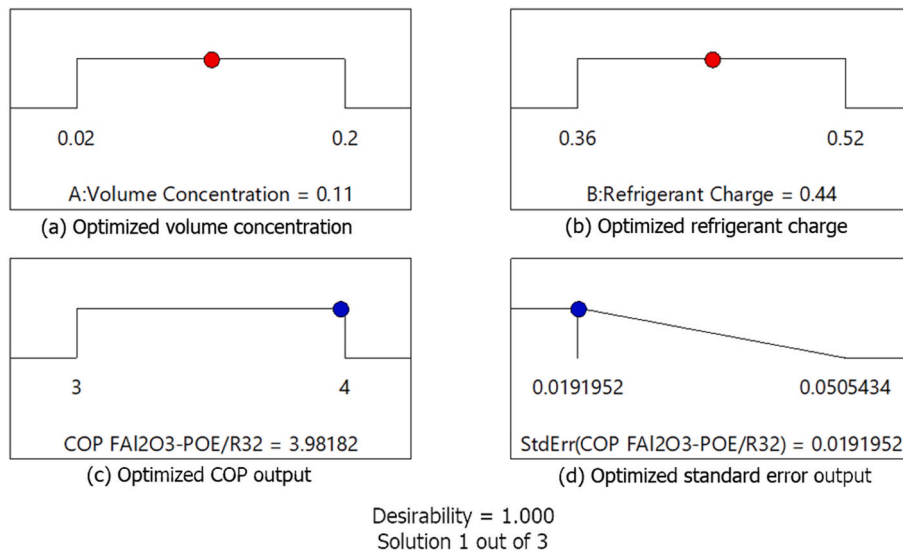 0.02 0.2
A:Volume Concentration = 0.11
(a) Optimized volume concentration
0.36 0.52
B:Refrigerant Charge = 0.44
(b) Optimized refrigerant charge
3 4
COP FAl2O3-POE/R32 = 3.98182
(c) Optimized COP output
0.0191952 0.0505434
StdErr(COP FAl2O3-POE/R32) = 0.0191952
(d) Optimized standard error output
Desirability = 1.000
Solution 1 out of 3